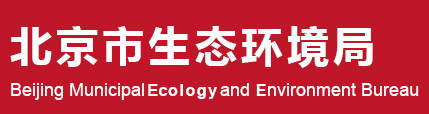 北京市生态环境局
Beijing Municipal Ecology and Environment Bureau